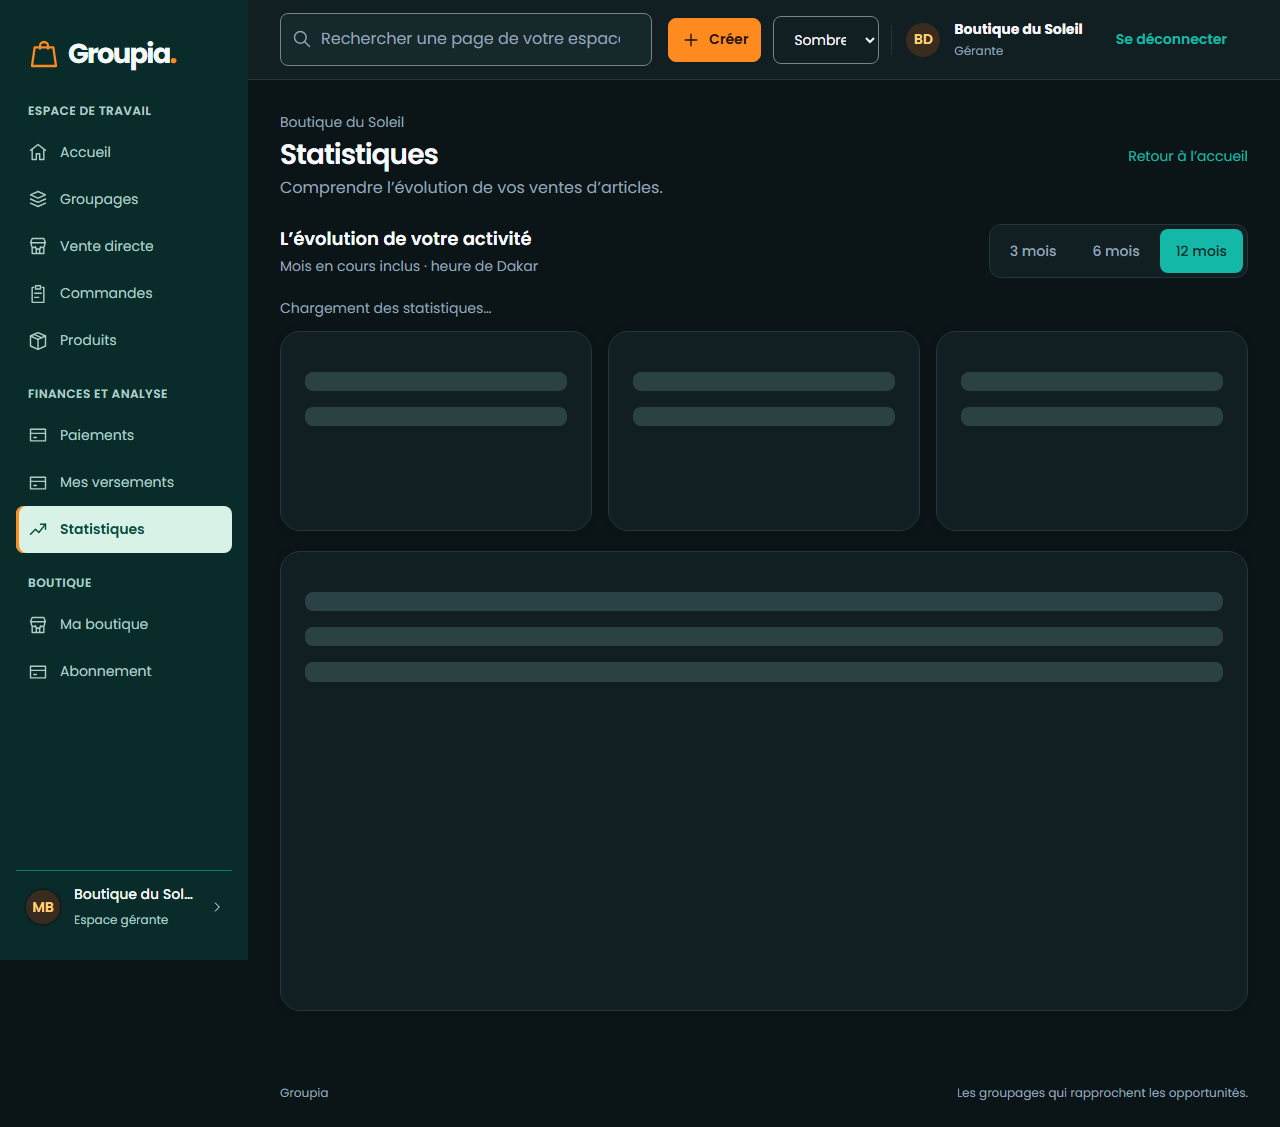 Groupia.
ESPACE DE TRAVAIL
Accueil
Groupages
Vente directe
Commandes
Produits
FINANCES ET ANALYSE
Paiements
Mes versements
Statistiques
BOUTIQUE
Ma boutique
Abonnement
MB
Boutique du Sol…
Espace gérante
Rechercher une page de votre espac
Créer
Sombre
BD
Boutique du Soleil
Gérante
Se déconnecter
Boutique du Soleil
Statistiques
Retour à l’accueil
Comprendre l’évolution de vos ventes d’articles.
L’évolution de votre activité
Mois en cours inclus · heure de Dakar
3 mois
6 mois
12 mois
Chargement des statistiques…
Groupia
Les groupages qui rapprochent les opportunités.